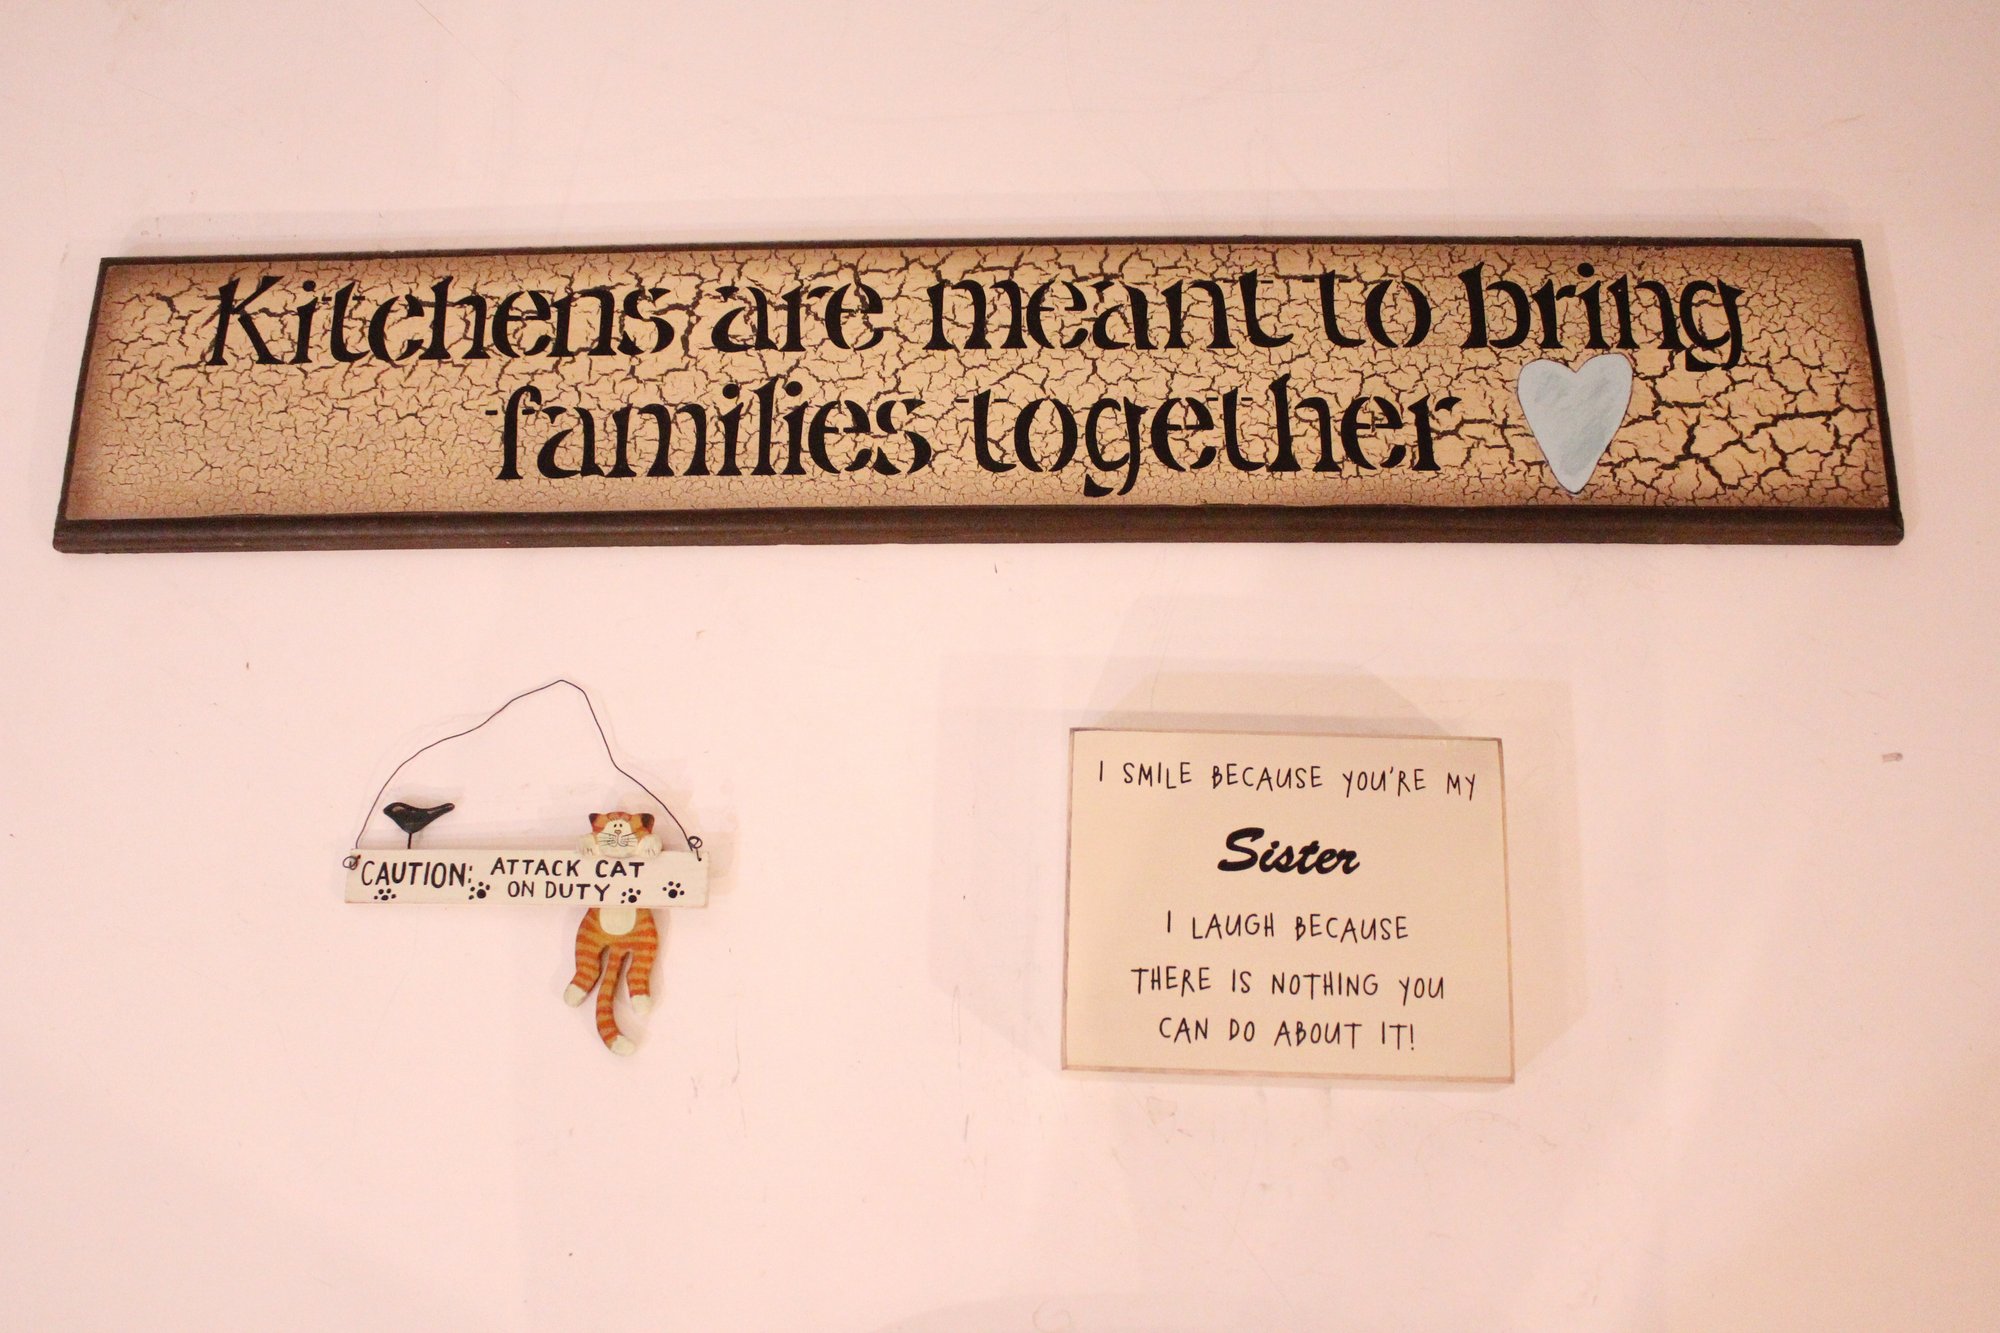 Kitchens are meant to bring
families together
CAUTION: ATTACK CAT
ON DUTY
I SMILE BECAUSE YOU'RE MY
Sister
I LAUGH BECAUSE
THERE IS NOTHING YOU
CAN DO ABOUT IT!